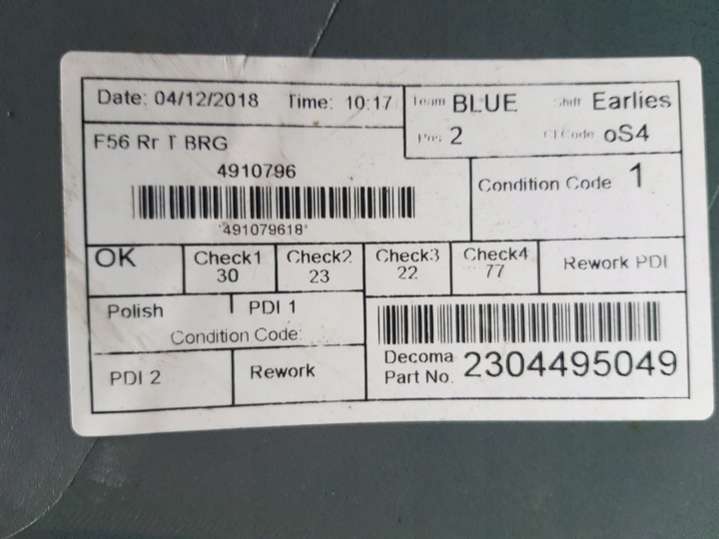 Date: 04/12/2018 Time: 10:17 Team BLUE Shift Earlies
Pos: 2 CI Code oS4
F56 Rr T BRG
4910796
*491079618*
Condition Code 1
OK Check1 30 Check2 23 Check3 22 Check4 77 Rework PDI
Polish PDI 1
Condition Code:
PDI 2 Rework
Decoma Part No. 2304495049